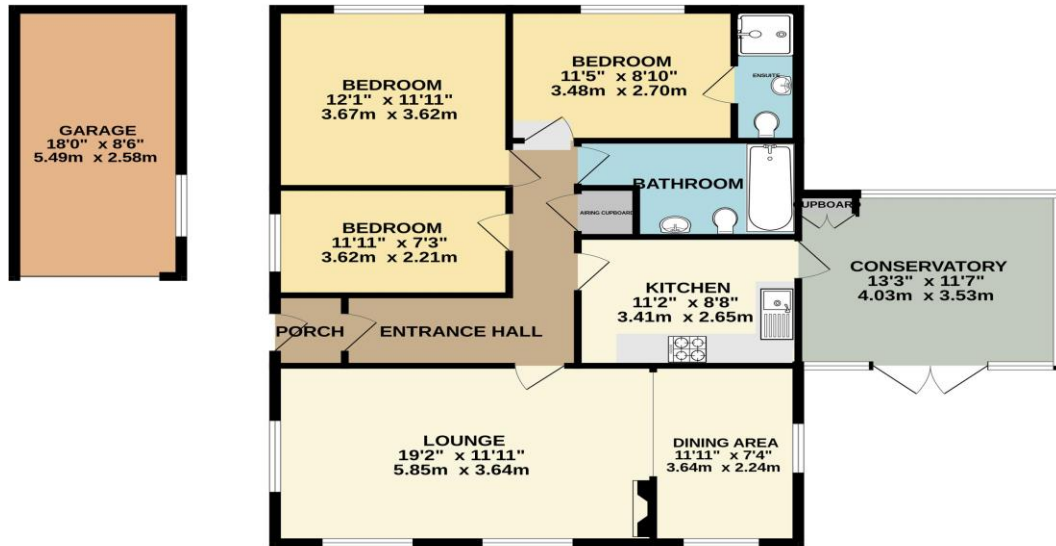 GARAGE
18'0" x 8'6"
5.49m x 2.58m
BEDROOM
12'1" x 11'11"
3.67m x 3.62m
BEDROOM
11'5" x 8'10"
3.48m x 2.70m
ENSUITE
BATHROOM
AIRING CUPBOARD
BEDROOM
11'11" x 7'3"
3.62m x 2.21m
CUPBOARD
CONSERVATORY
13'3" x 11'7"
4.03m x 3.53m
KITCHEN
11'2" x 8'8"
3.41m x 2.65m
PORCH
ENTRANCE HALL
LOUNGE
19'2" x 11'11"
5.85m x 3.64m
DINING AREA
11'11" x 7'4"
3.64m x 2.24m